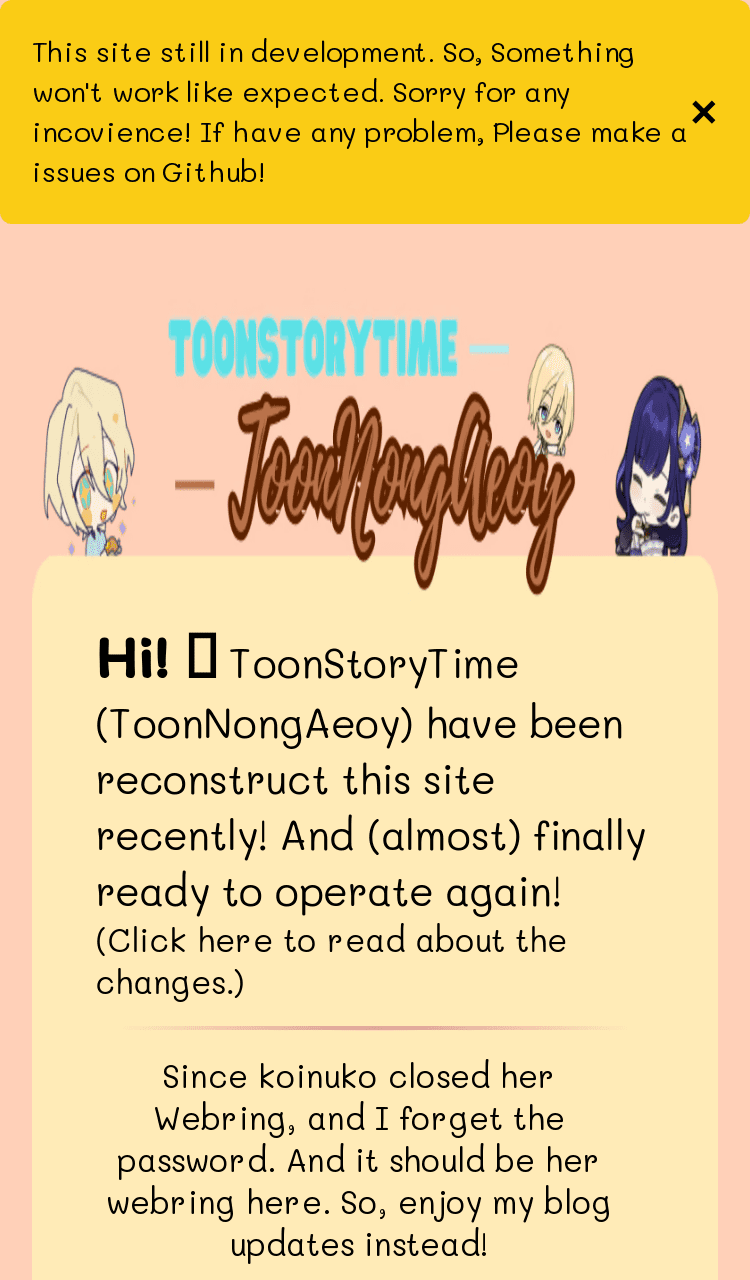 This site still in development. So, Something
won't work like expected. Sorry for any
incovience! If have any problem, Please make a
issues on Github!
×
TOONSTORYTIME —
— ToonNongAeoy
Hi! ToonStoryTime
(ToonNongAeoy) have been
reconstruct this site
recently! And (almost) finally
ready to operate again!
(Click here to read about the
changes.)
Since koinuko closed her
Webring, and I forget the
password. And it should be her
webring here. So, enjoy my blog
updates instead!